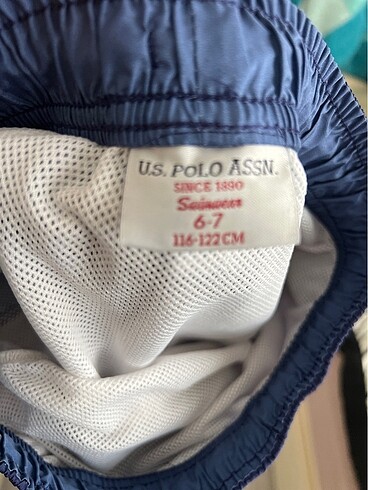 U.S. POLO ASSN.
SINCE 1890
Swimwear
6-7
116-122 CM